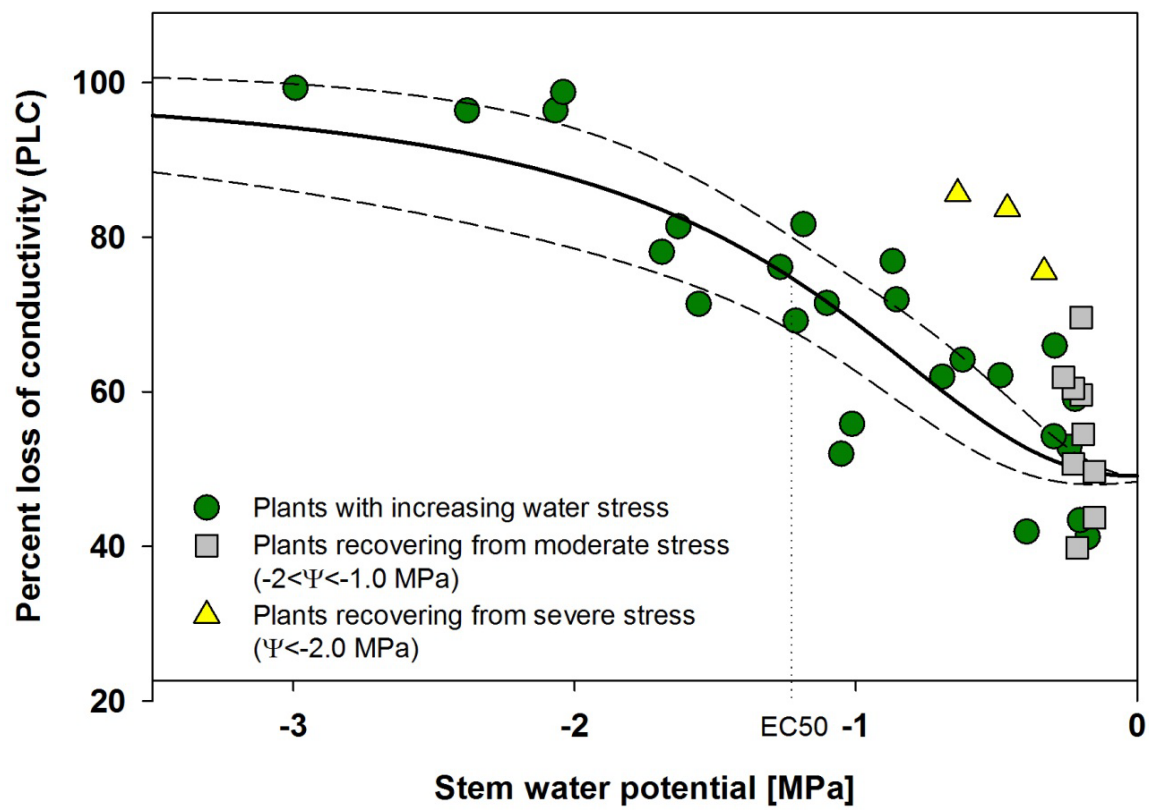 Percent loss of conductivity (PLC)
100
80
60
40
20
Plants with increasing water stress
Plants recovering from moderate stress
(-2<Ψ<-1.0 MPa)
Plants recovering from severe stress
(Ψ<-2.0 MPa)
-3
-2
EC50
-1
0
Stem water potential [MPa]